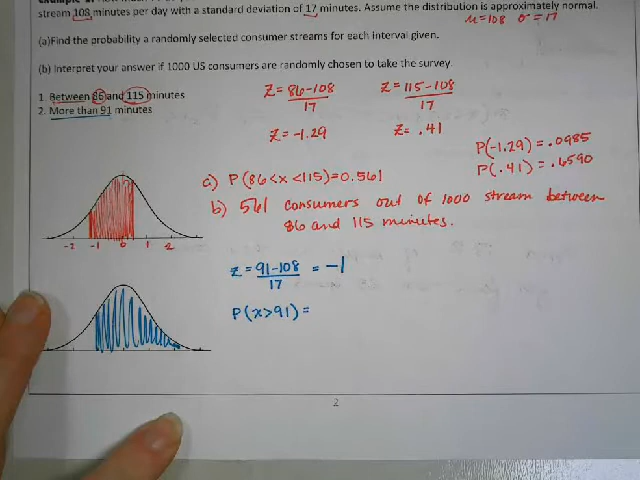 stream 108 minutes per day with a standard deviation of 17 minutes. Assume the distribution is approximately normal.
μ=108 σ=17
(a)Find the probability a randomly selected consumer streams for each interval given.
(b) Interpret your answer if 1000 US consumers are randomly chosen to take the survey.
1. Between 86 and 115 minutes
2. More than 91 minutes
Z = 86-108
17
Z = 115-108
17
Z = -1.29
Z = .41
P(-1.29) = .0985
P(.41) = .6590
a) P(86<x<115)=0.561
b) 561 consumers out of 1000 stream between
86 and 115 minutes.
-2 -1 0 1 2
Z = 91-108 = -1
17
P(x>91) =
2